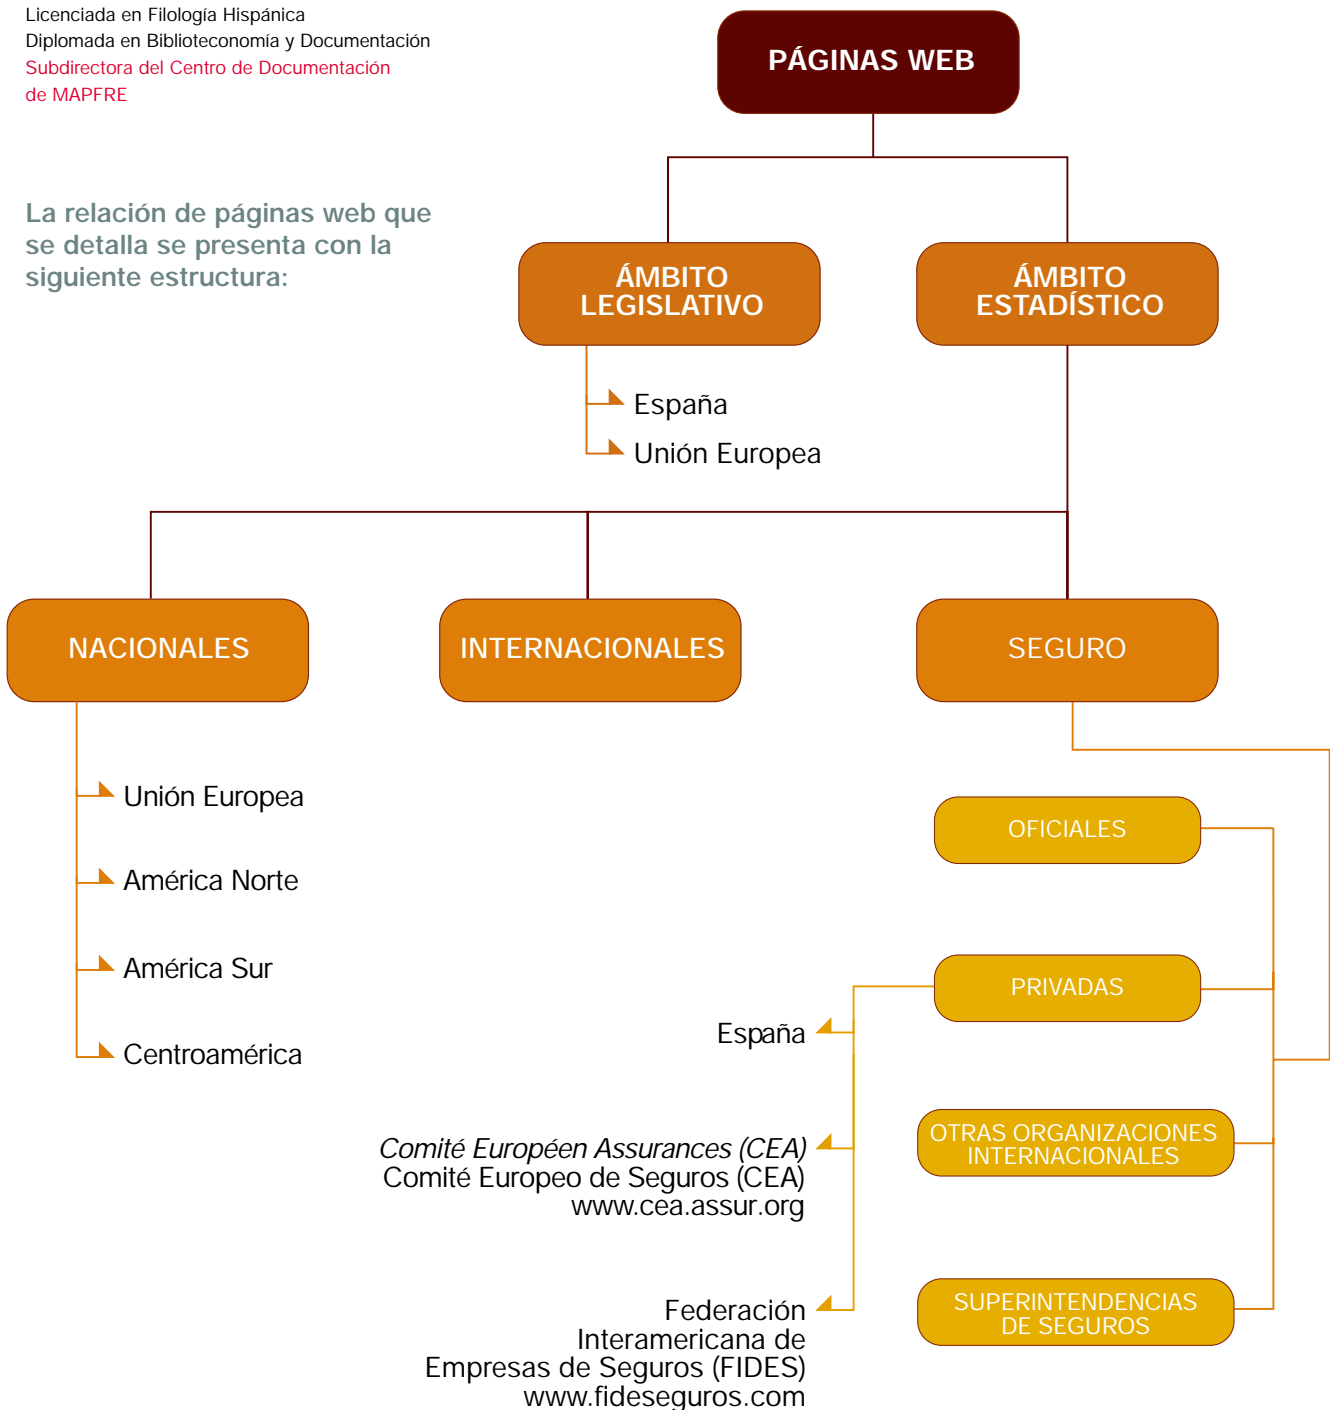 Licenciada en Filología Hispánica
Diplomada en Biblioteconomía y Documentación
Subdirectora del Centro de Documentación
de MAPFRE
PÁGINAS WEB
La relación de páginas web que
se detalla se presenta con la
siguiente estructura:
ÁMBITO
LEGISLATIVO
ÁMBITO
ESTADÍSTICO
España
Unión Europea
NACIONALES
INTERNACIONALES
SEGURO
Unión Europea
América Norte
América Sur
Centroamérica
OFICIALES
PRIVADAS
España
Comité Européen Assurances (CEA)
Comité Europeo de Seguros (CEA)
www.cea.assur.org
OTRAS ORGANIZACIONES
INTERNACIONALES
Federación
Interamericana de
Empresas de Seguros (FIDES)
www.fideseguros.com
SUPERINTENDENCIAS
DE SEGUROS